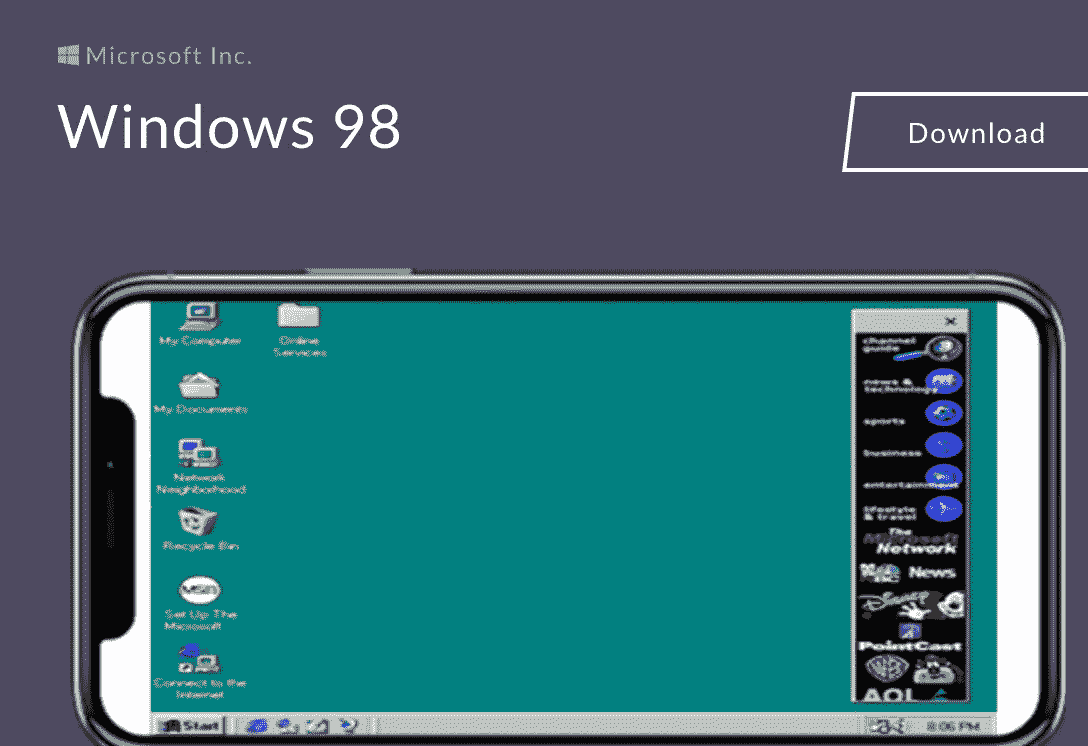 Microsoft Inc.
Windows 98
Download
My Computer
Online
Services
My Documents
Network
Neighborhood
Recycle Bin
msn
Set Up The
Microsoft
Connect to the
Internet
channel
guide
news &
technology
sports
business
entertainment
lifestyle
& travel
The
Microsoft
Network
News
Disney
PointCast
WB
AOL
Start
8:06 PM